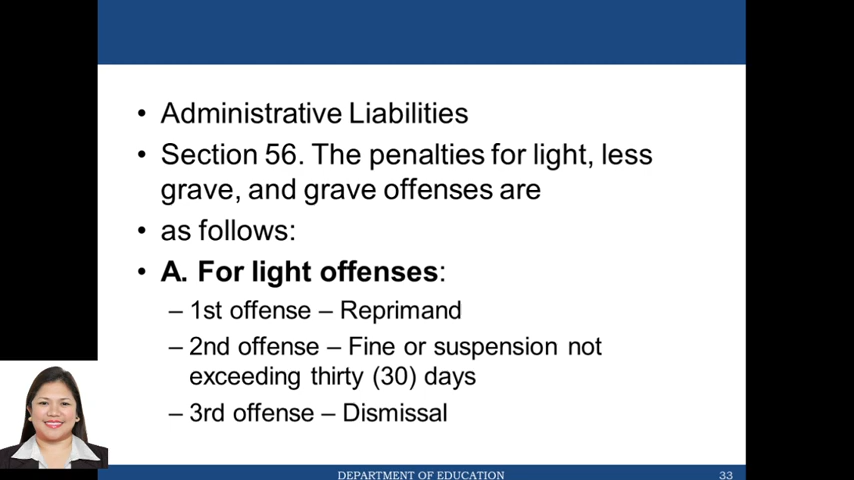 • Administrative Liabilities
• Section 56. The penalties for light, less
grave, and grave offenses are
• as follows:
• A. For light offenses:
– 1st offense – Reprimand
– 2nd offense – Fine or suspension not
exceeding thirty (30) days
– 3rd offense – Dismissal
DEPARTMENT OF EDUCATION
33